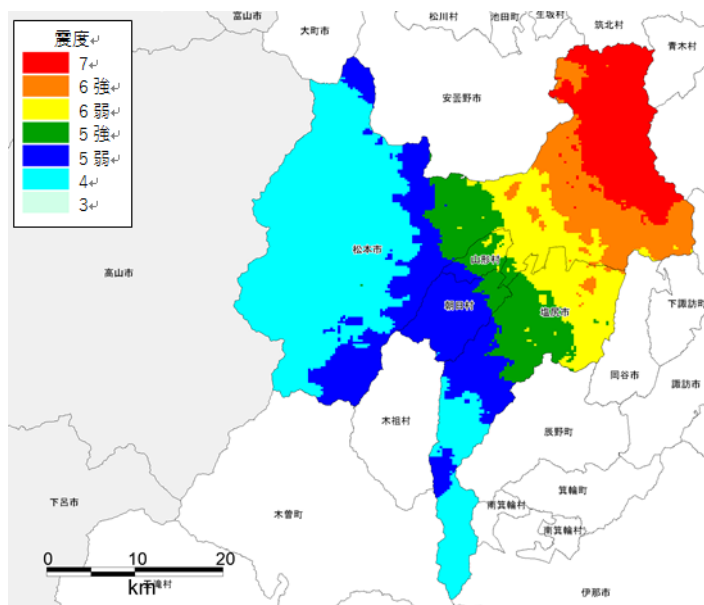 震度↵
7↵
6 強↵
6 弱↵
5 強↵
5 弱↵
4↵
3↵
富山市
大町市
松川村
池田町
生坂村
筑北村
青木村
安曇野市
松本市
山形村
高山市
朝日村
塩尻市
下諏訪町
岡谷市
諏訪市
木祖村
辰野町
下呂市
木曽町
南箕輪村
箕輪町
南箕輪村
伊那市
0 10 20
km